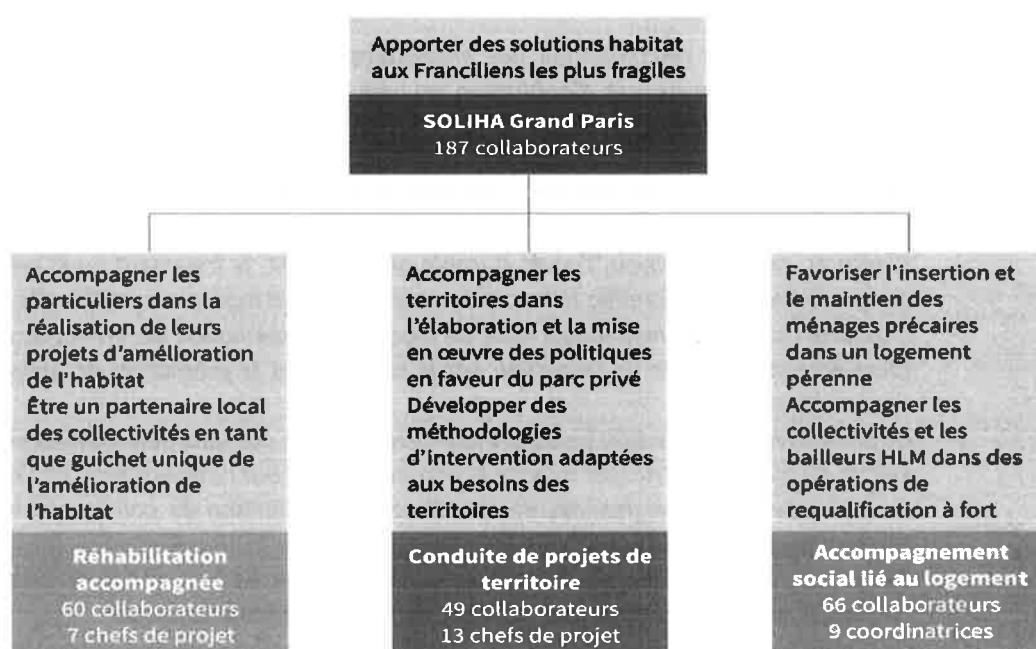 Apporter des solutions habitat
aux Franciliens les plus fragiles
SOLIHA Grand Paris
187 collaborateurs
Accompagner les
particuliers dans la
réalisation de leurs
projets d'amélioration
de l'habitat
Être un partenaire local
des collectivités en tant
que guichet unique de
l'amélioration de
l'habitat
Réhabilitation
accompagnée
60 collaborateurs
7 chefs de projet
Accompagner les
territoires dans
l'élaboration et la mise
en œuvre des politiques
en faveur du parc privé
Développer des
méthodologies
d'intervention adaptées
aux besoins des
territoires
Conduite de projets de
territoire
49 collaborateurs
13 chefs de projet
Favoriser l'insertion et
le maintien des
ménages précaires
dans un logement
pérenne
Accompagner les
collectivités et les
bailleurs HLM dans des
opérations de
requalification à fort
Accompagnement
social lié au logement
66 collaborateurs
9 coordinatrices